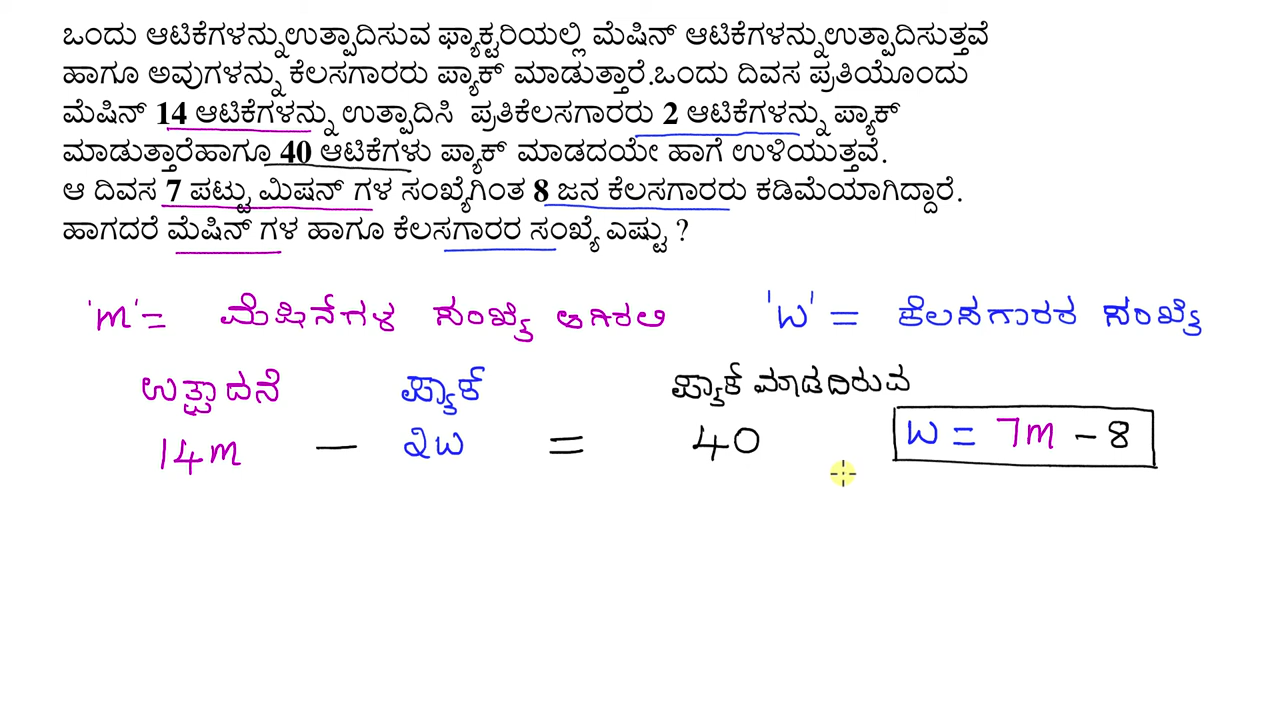 ಒಂದು ಆಟಿಕೆಗಳನ್ನುಉತ್ಪಾದಿಸುವ ಫ್ಯಾಕ್ಟರಿಯಲ್ಲಿ ಮೆಷಿನ್ ಆಟಿಕೆಗಳನ್ನುಉತ್ಪಾದಿಸುತ್ತವೆ
ಹಾಗೂ ಅವುಗಳನ್ನು ಕೆಲಸಗಾರರು ಪ್ಯಾಕ್ ಮಾಡುತ್ತಾರೆ.ಒಂದು ದಿವಸ ಪ್ರತಿಯೊಂದು
ಮೆಷಿನ್ 14 ಆಟಿಕೆಗಳನ್ನು ಉತ್ಪಾದಿಸಿ ಪ್ರತಿಕೆಲಸಗಾರರು 2 ಆಟಿಕೆಗಳನ್ನು ಪ್ಯಾಕ್
ಮಾಡುತ್ತಾರೆಹಾಗೂ 40 ಆಟಿಕೆಗಳು ಪ್ಯಾಕ್ ಮಾಡದಯೇ ಹಾಗೆ ಉಳಿಯುತ್ತವೆ.
ಆ ದಿವಸ 7 ಪಟ್ಟು ಮಿಷನ್ ಗಳ ಸಂಖ್ಯೆಗಿಂತ 8 ಜನ ಕೆಲಸಗಾರರು ಕಡಿಮೆಯಾಗಿದ್ದಾರೆ.
ಹಾಗದರೆ ಮೆಷಿನ್ ಗಳ ಹಾಗೂ ಕೆಲಸಗಾರರ ಸಂಖ್ಯೆ ಎಷ್ಟು ?
'm' = ಮೆಷಿನೆಗಳ ಸಂಖ್ಯೆ ಆಗಿರಲಿ 'w' = ಕೆಲಸಗಾರರ ಸಂಖ್ಯೆ
ಉತ್ಪಾದನೆ ಪ್ಯಾಕ್ ಪ್ಯಾಕ್ ಮಾಡದಿರುವ
14m − 2w = 40 w = 7m − 8